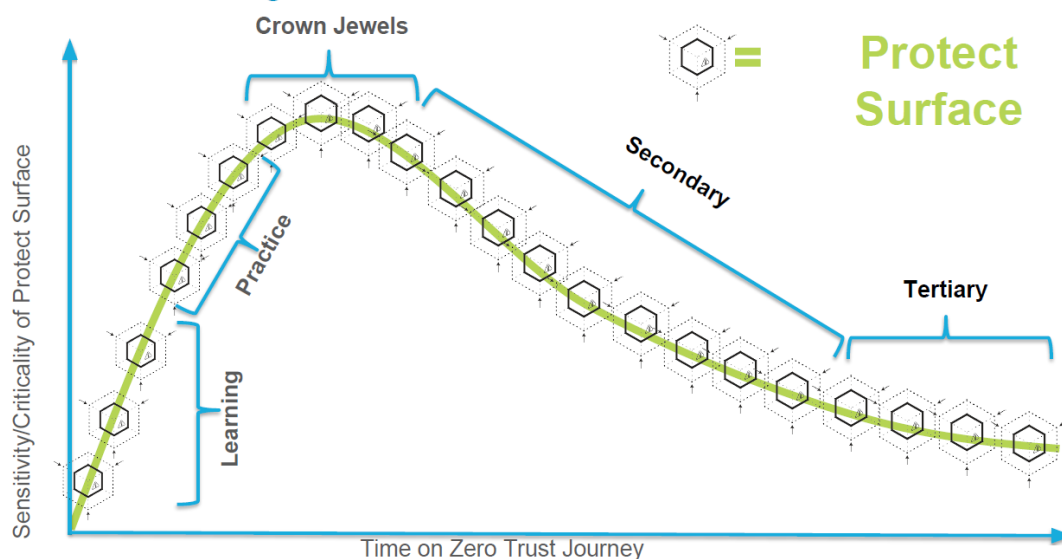 Crown Jewels
=
Protect
Surface
Secondary
Practice
Learning
Tertiary
Sensitivity/Criticality of Protect Surface
Time on Zero Trust Journey